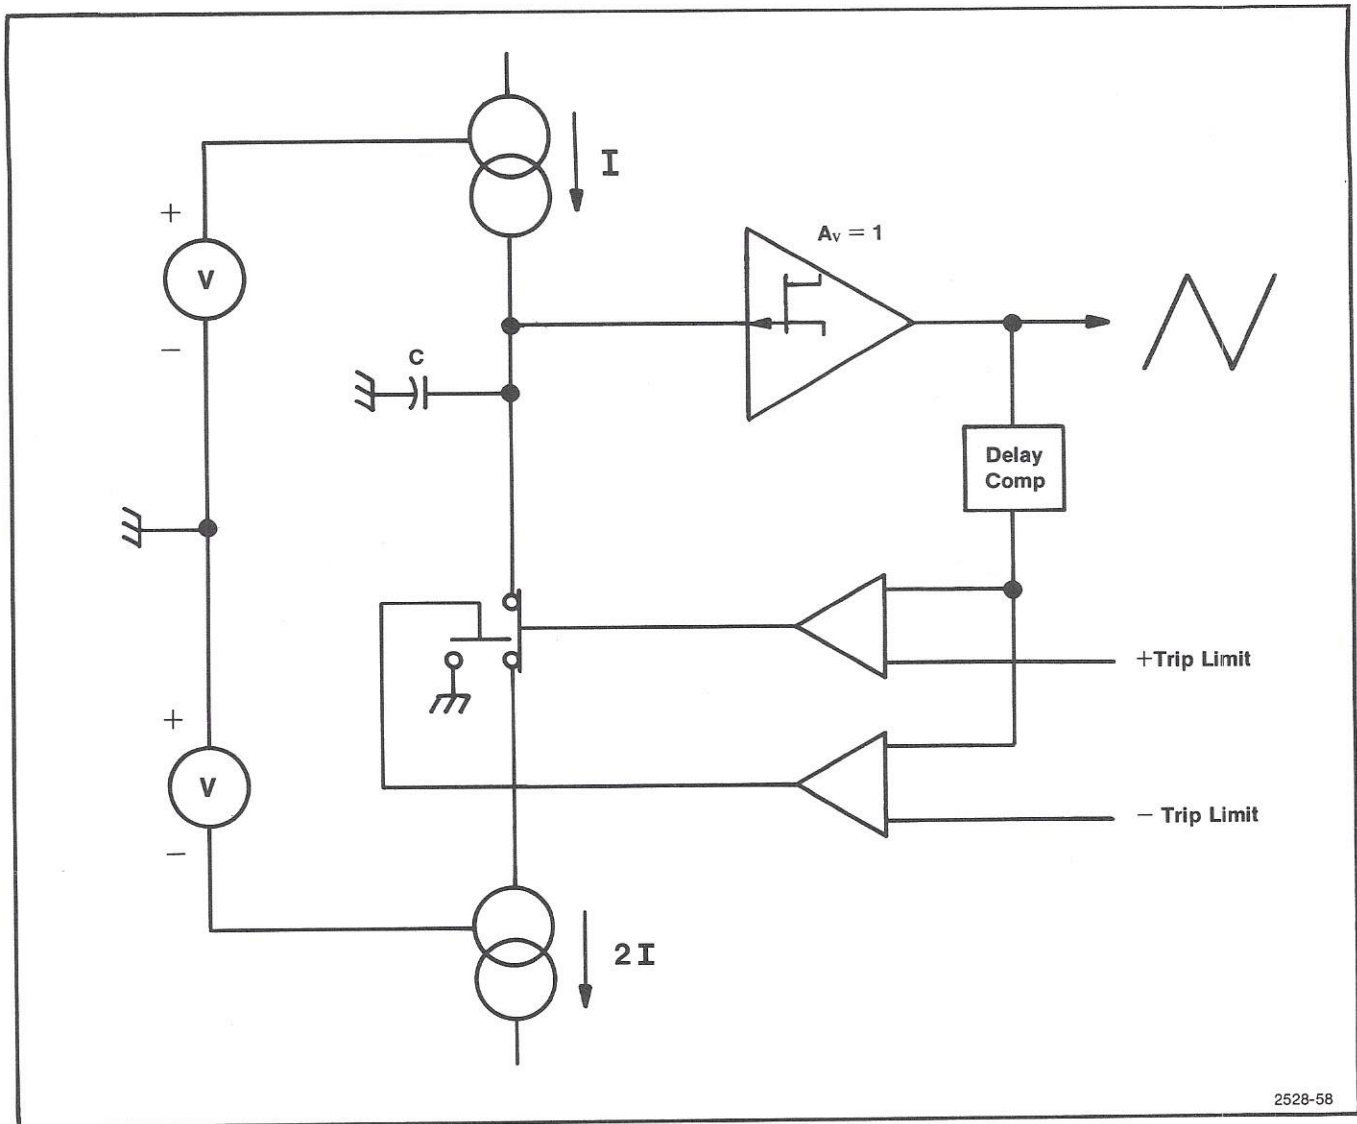 I
+
V
−
Av = 1
C
Delay
Comp
+Trip Limit
+
V
−
− Trip Limit
2I
2528-58